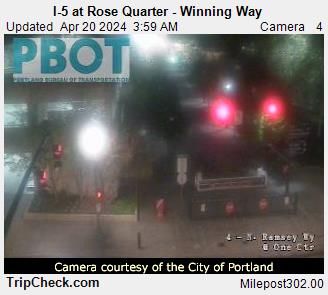 I-5 at Rose Quarter - Winning Way
Updated Apr 20 2024 3:59 AM Camera 4
PBOT
PORTLAND BUREAU OF TRANSPORTATION
4 - N. Ramsey Wy
@ One Ctr
Camera courtesy of the City of Portland
TripCheck.com Milepost302.00